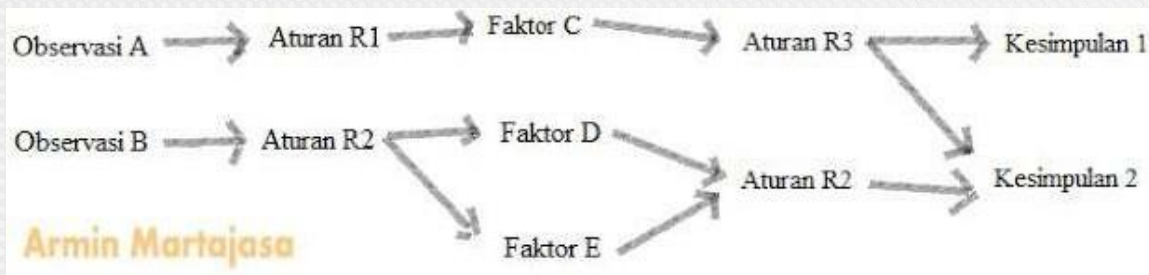 Observasi A
Aturan R1
Faktor C
Aturan R3
Kesimpulan 1
Observasi B
Aturan R2
Faktor D
Aturan R2
Kesimpulan 2
Faktor E
Armin Martajasa